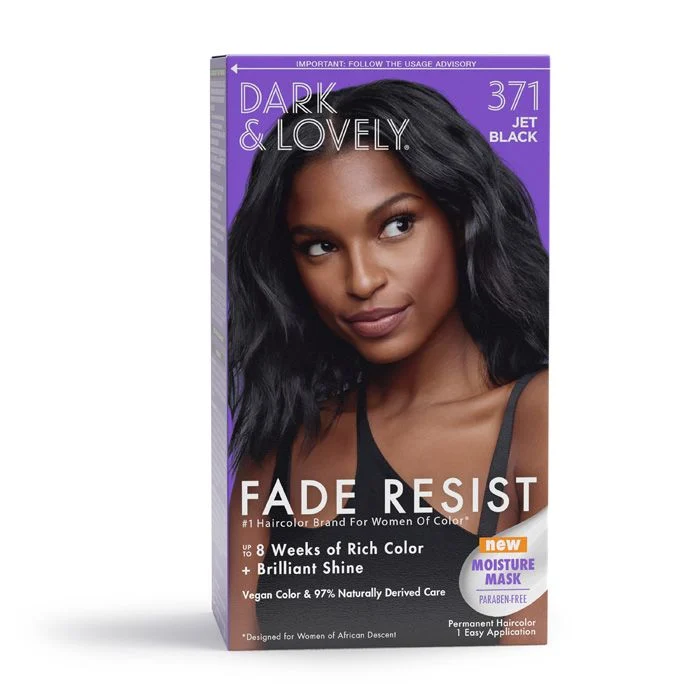 IMPORTANT: FOLLOW THE USAGE ADVISORY
DARK
& LOVELY®
371
JET
BLACK
FADE RESIST
#1 Haircolor Brand For Women Of Color*
UP TO 8 Weeks of Rich Color
+ Brilliant Shine
Vegan Color & 97% Naturally Derived Care
new
MOISTURE
MASK
PARABEN-FREE
*Designed for Women of African Descent
Permanent Haircolor
1 Easy Application